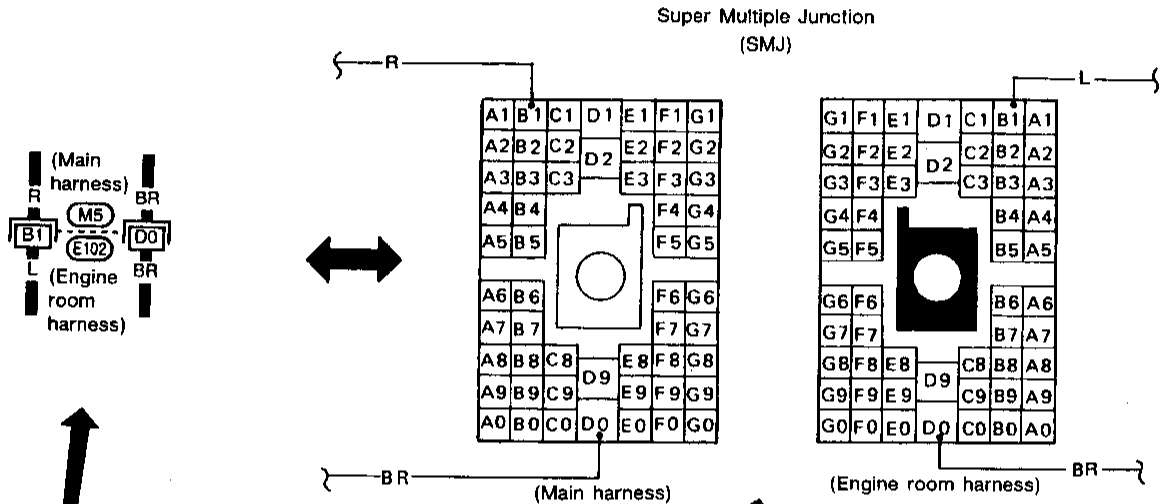 Super Multiple Junction
(SMJ)
R
L
A1 B1 C1 D1 E1 F1 G1
A2 B2 C2 D2 E2 F2 G2
A3 B3 C3 E3 F3 G3
A4 B4 F4 G4
A5 B5 F5 G5
A6 B6 F6 G6
A7 B7 F7 G7
A8 B8 C8 D9 E8 F8 G8
A9 B9 C9 E9 F9 G9
A0 B0 C0 D0 E0 F0 G0
BR
(Main harness)
G1 F1 E1 D1 C1 B1 A1
G2 F2 E2 D2 C2 B2 A2
G3 F3 E3 C3 B3 A3
G4 F4 B4 A4
G5 F5 B5 A5
G6 F6 B6 A6
G7 F7 B7 A7
G8 F8 E8 D9 C8 B8 A8
G9 F9 E9 C9 B9 A9
G0 F0 E0 D0 C0 B0 A0
BR
(Engine room harness)
(Main
harness)
R BR
M5
B1 D0
E102
L BR
(Engine
room
harness)